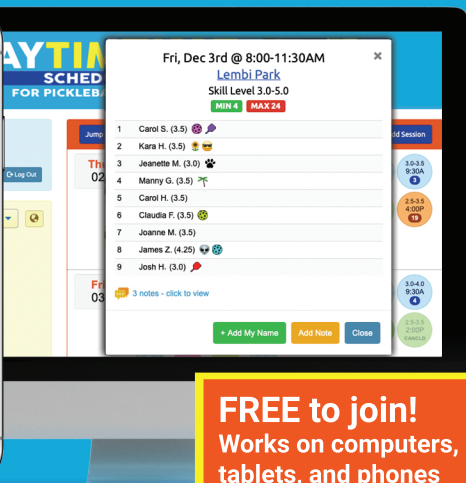 AYTIM
SCHED
FOR PICKLEBA
Log Out
Jump
Add Session
Th
02
Fri
03
Fri, Dec 3rd @ 8:00-11:30AM
×
Lembi Park
Skill Level 3.0-5.0
MIN 4 MAX 24
1 Carol S. (3.5)
2 Kara H. (3.5)
3 Jeanette M. (3.0)
4 Manny G. (3.5)
5 Carol H. (3.5)
6 Claudia F. (3.5)
7 Joanne M. (3.5)
8 James Z. (4.25)
9 Josh H. (3.0)
3 notes - click to view
+ Add My Name Add Note Close
3.0-3.5
9:30A
3
2.5-3.5
4:00P
19
3.0-4.0
9:30A
4
2.5-3.5
2:00P
CANCLD
FREE to join!
Works on computers,
tablets, and phones